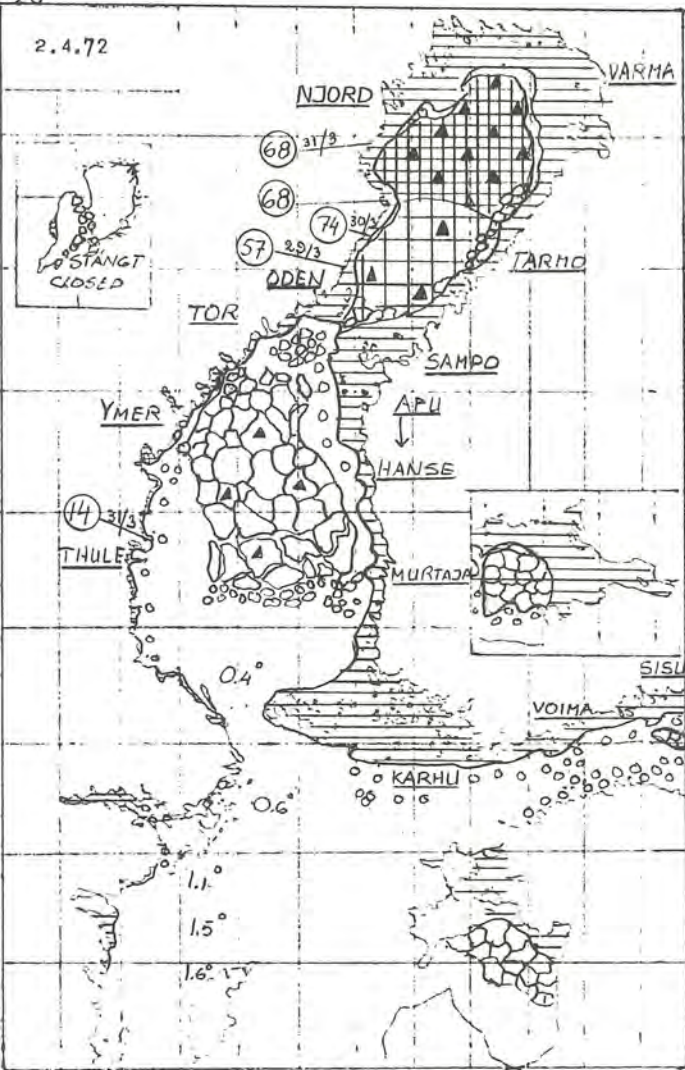 2.4.72
VARMA
NJORD
68 31/3
68
74 30/3
57 29/3
STÄNGT
CLOSED
ODEN
TARMO
TOR
SAMPO
YMER
APU
HANSE
14 31/3
THULE
MURTAJA
0.4°
SISU
VOIMA
KARHU
0.6°
1.1°
1.5°
1.6°